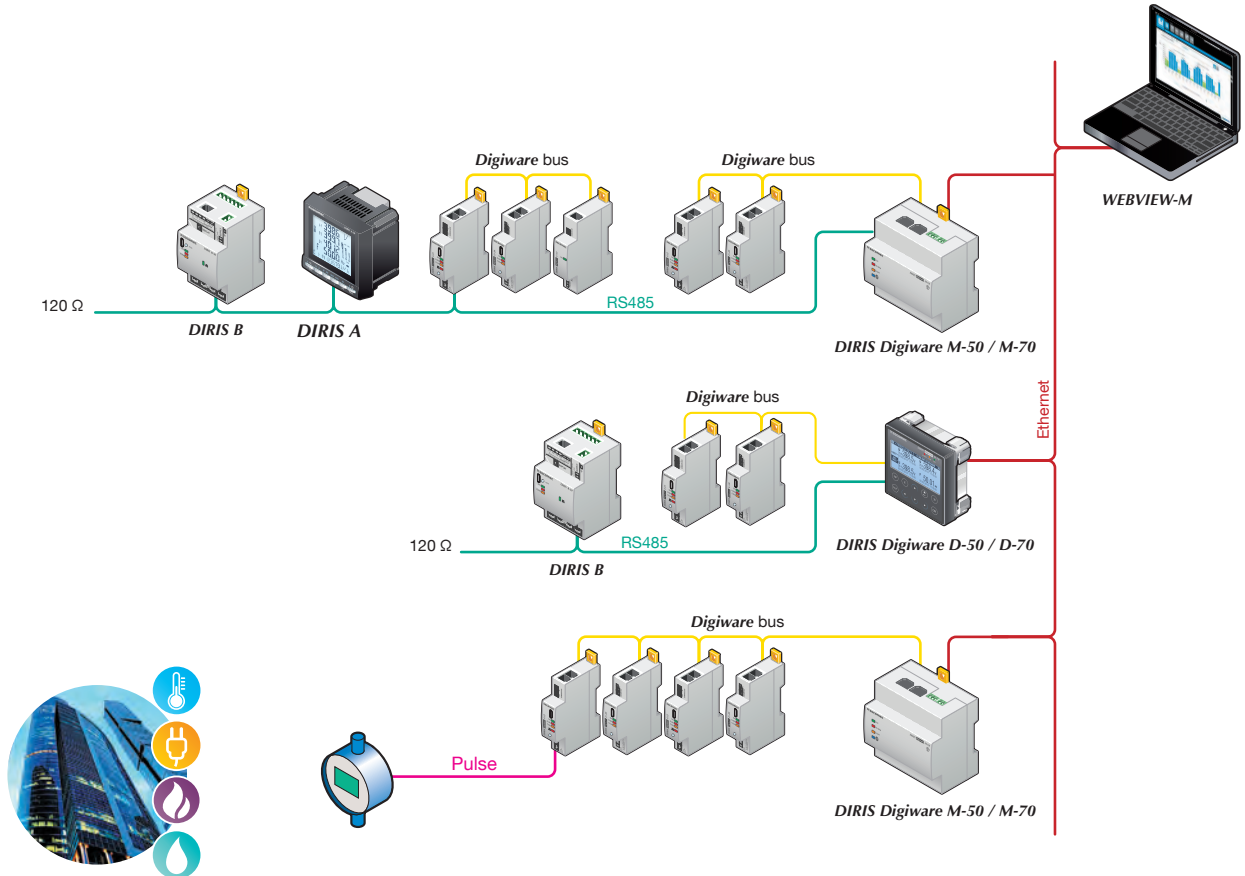 Digiware bus
Digiware bus
WEBVIEW-M
120 Ω
RS485
DIRIS B
DIRIS A
DIRIS Digiware M-50 / M-70
Ethernet
Digiware bus
120 Ω
RS485
DIRIS B
DIRIS Digiware D-50 / D-70
Digiware bus
Pulse
DIRIS Digiware M-50 / M-70